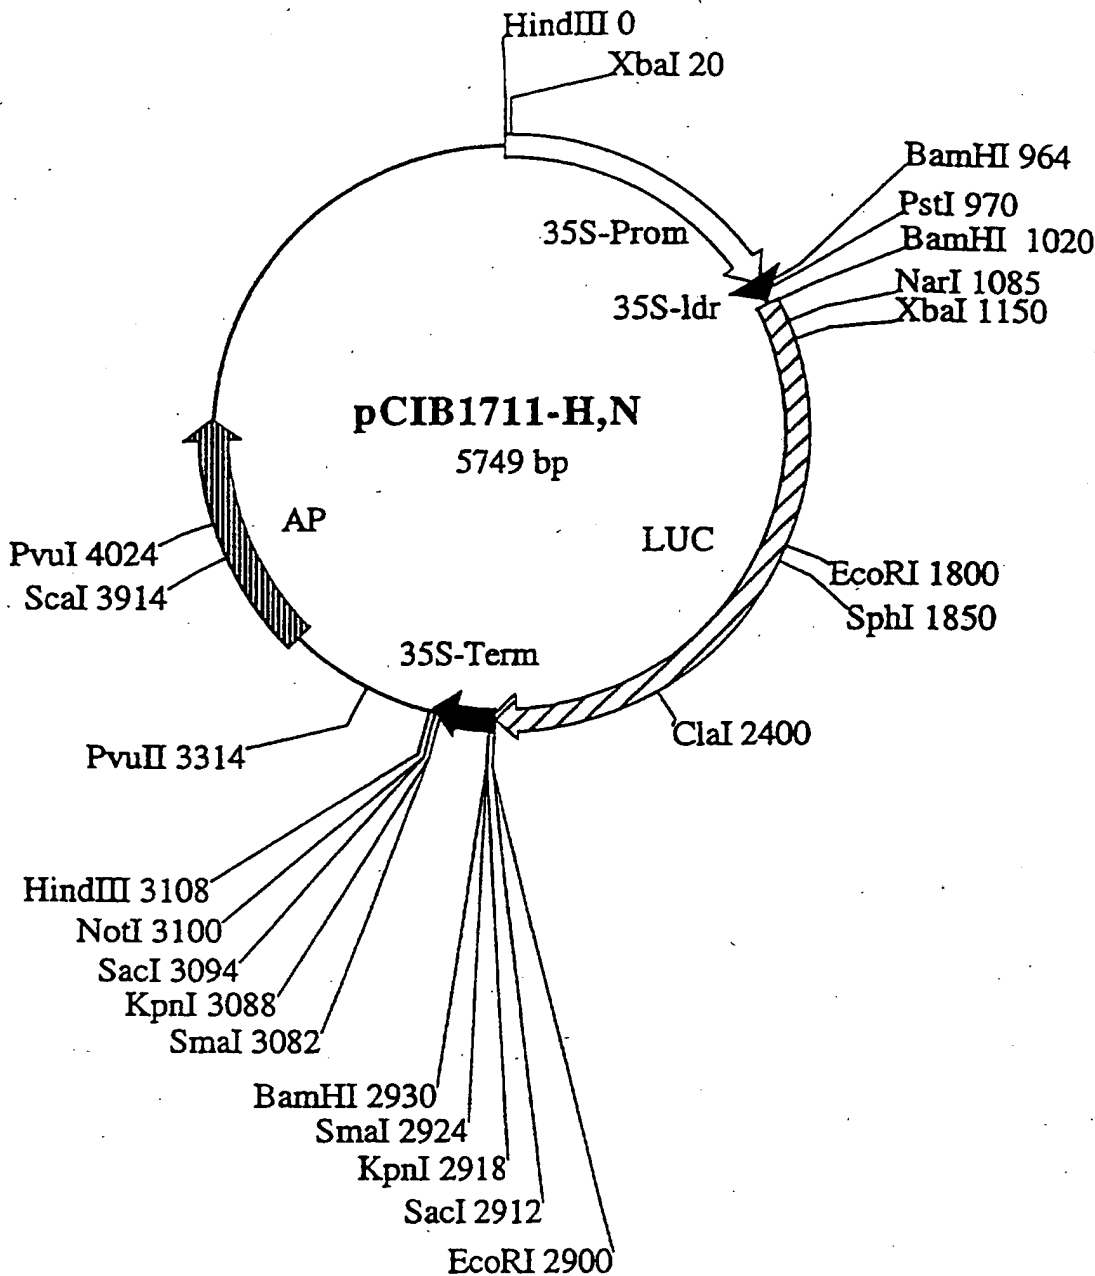 HindIII 0
XbaI 20
BamHI 964
PstI 970
BamHI 1020
NarI 1085
XbaI 1150
35S-Prom
35S-ldr
pCIB1711-H,N
5749 bp
AP
LUC
PvuI 4024
ScaI 3914
EcoRI 1800
SphI 1850
35S-Term
ClaI 2400
PvuII 3314
HindIII 3108
NotI 3100
SacI 3094
KpnI 3088
SmaI 3082
BamHI 2930
SmaI 2924
KpnI 2918
SacI 2912
EcoRI 2900